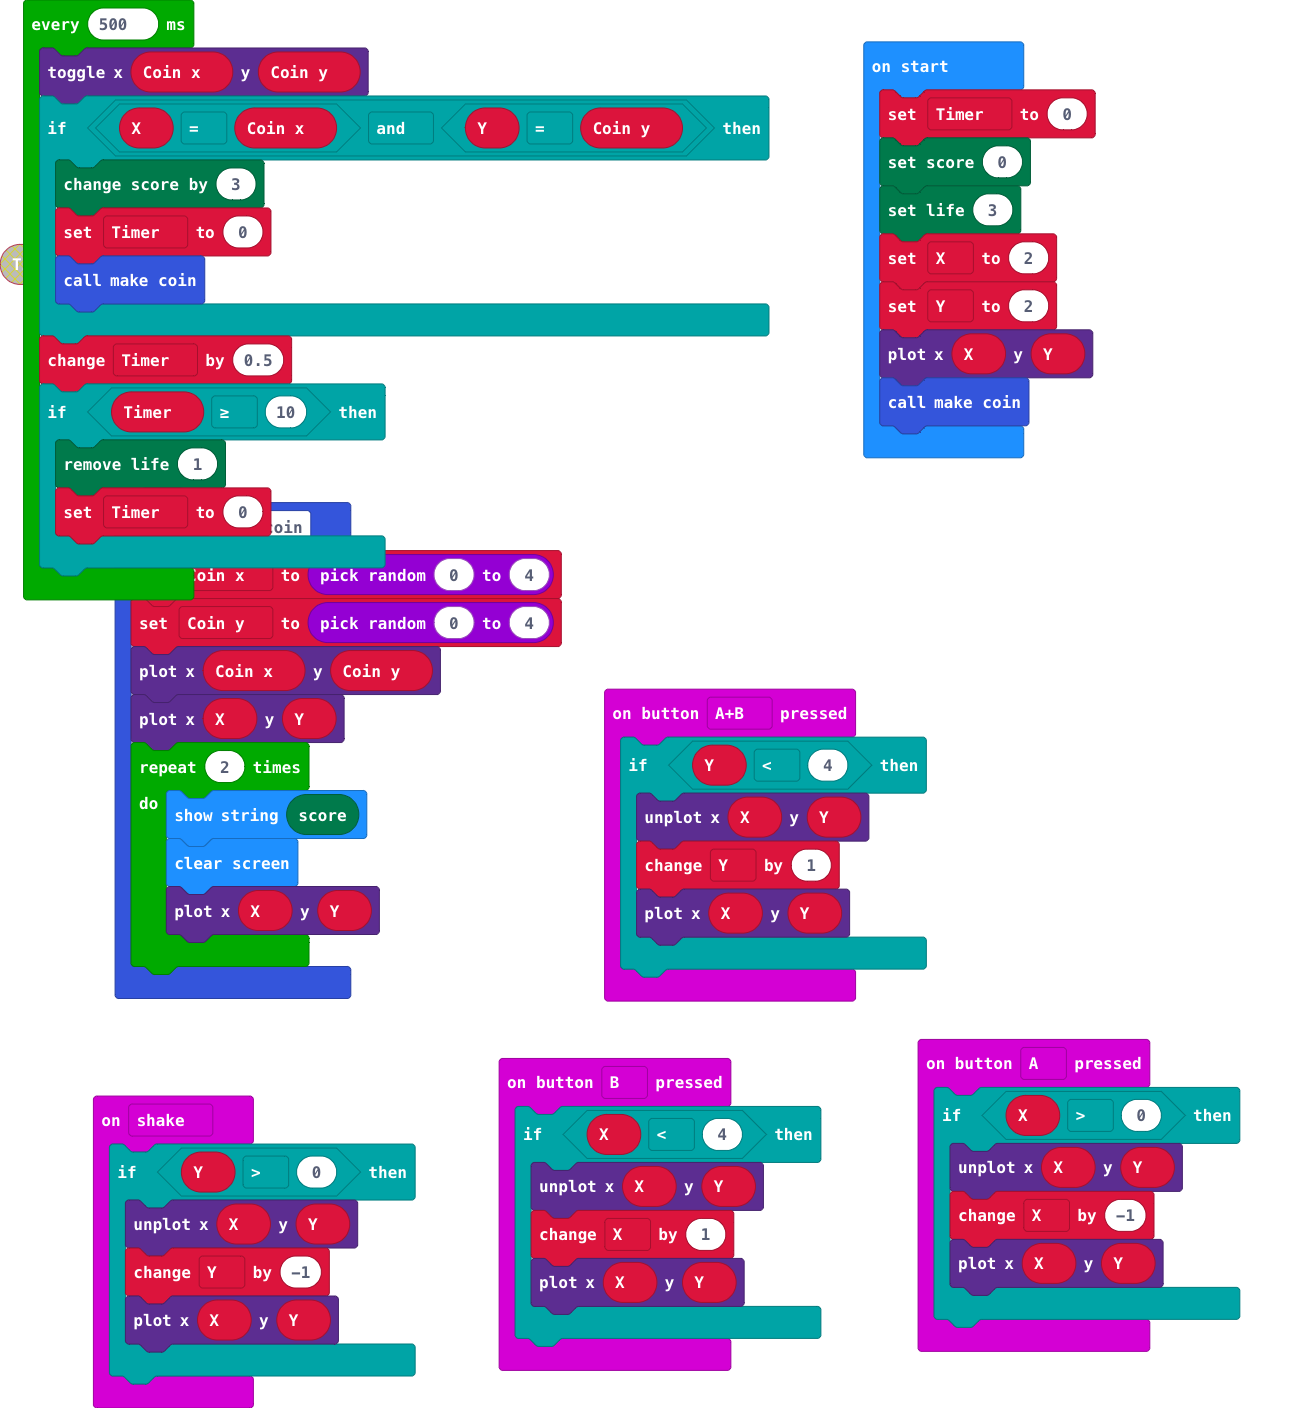 every 500 ms
toggle x Coin x y Coin y
if X = Coin x and Y = Coin y then
change score by 3
set Timer to 0
call make coin
T
change Timer by 0.5
if Timer ≥ 10 then
remove life 1
set Timer to 0
on start
set Timer to 0
set score 0
set life 3
set X to 2
set Y to 2
plot x X y Y
call make coin
coin
Coin x to pick random 0 to 4
set Coin y to pick random 0 to 4
plot x Coin x y Coin y
plot x X y Y
repeat 2 times
do
show string score
clear screen
plot x X y Y
on button A+B pressed
if Y < 4 then
unplot x X y Y
change Y by 1
plot x X y Y
on shake
if Y > 0 then
unplot x X y Y
change Y by −1
plot x X y Y
on button B pressed
if X < 4 then
unplot x X y Y
change X by 1
plot x X y Y
on button A pressed
if X > 0 then
unplot x X y Y
change X by −1
plot x X y Y